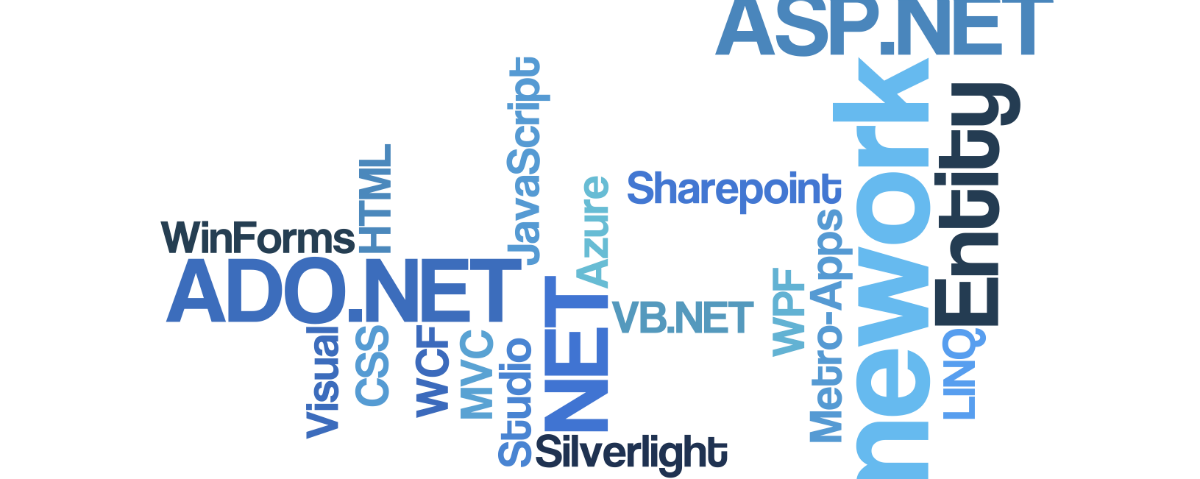 ASP.NET
JavaScript
HTML
Azure
Sharepoint
Entity
mework
WinForms
ADO.NET
Metro-Apps
WPF
NET
VB.NET
Visual
CSS
WCF
MVC
Studio
LINQ
Silverlight